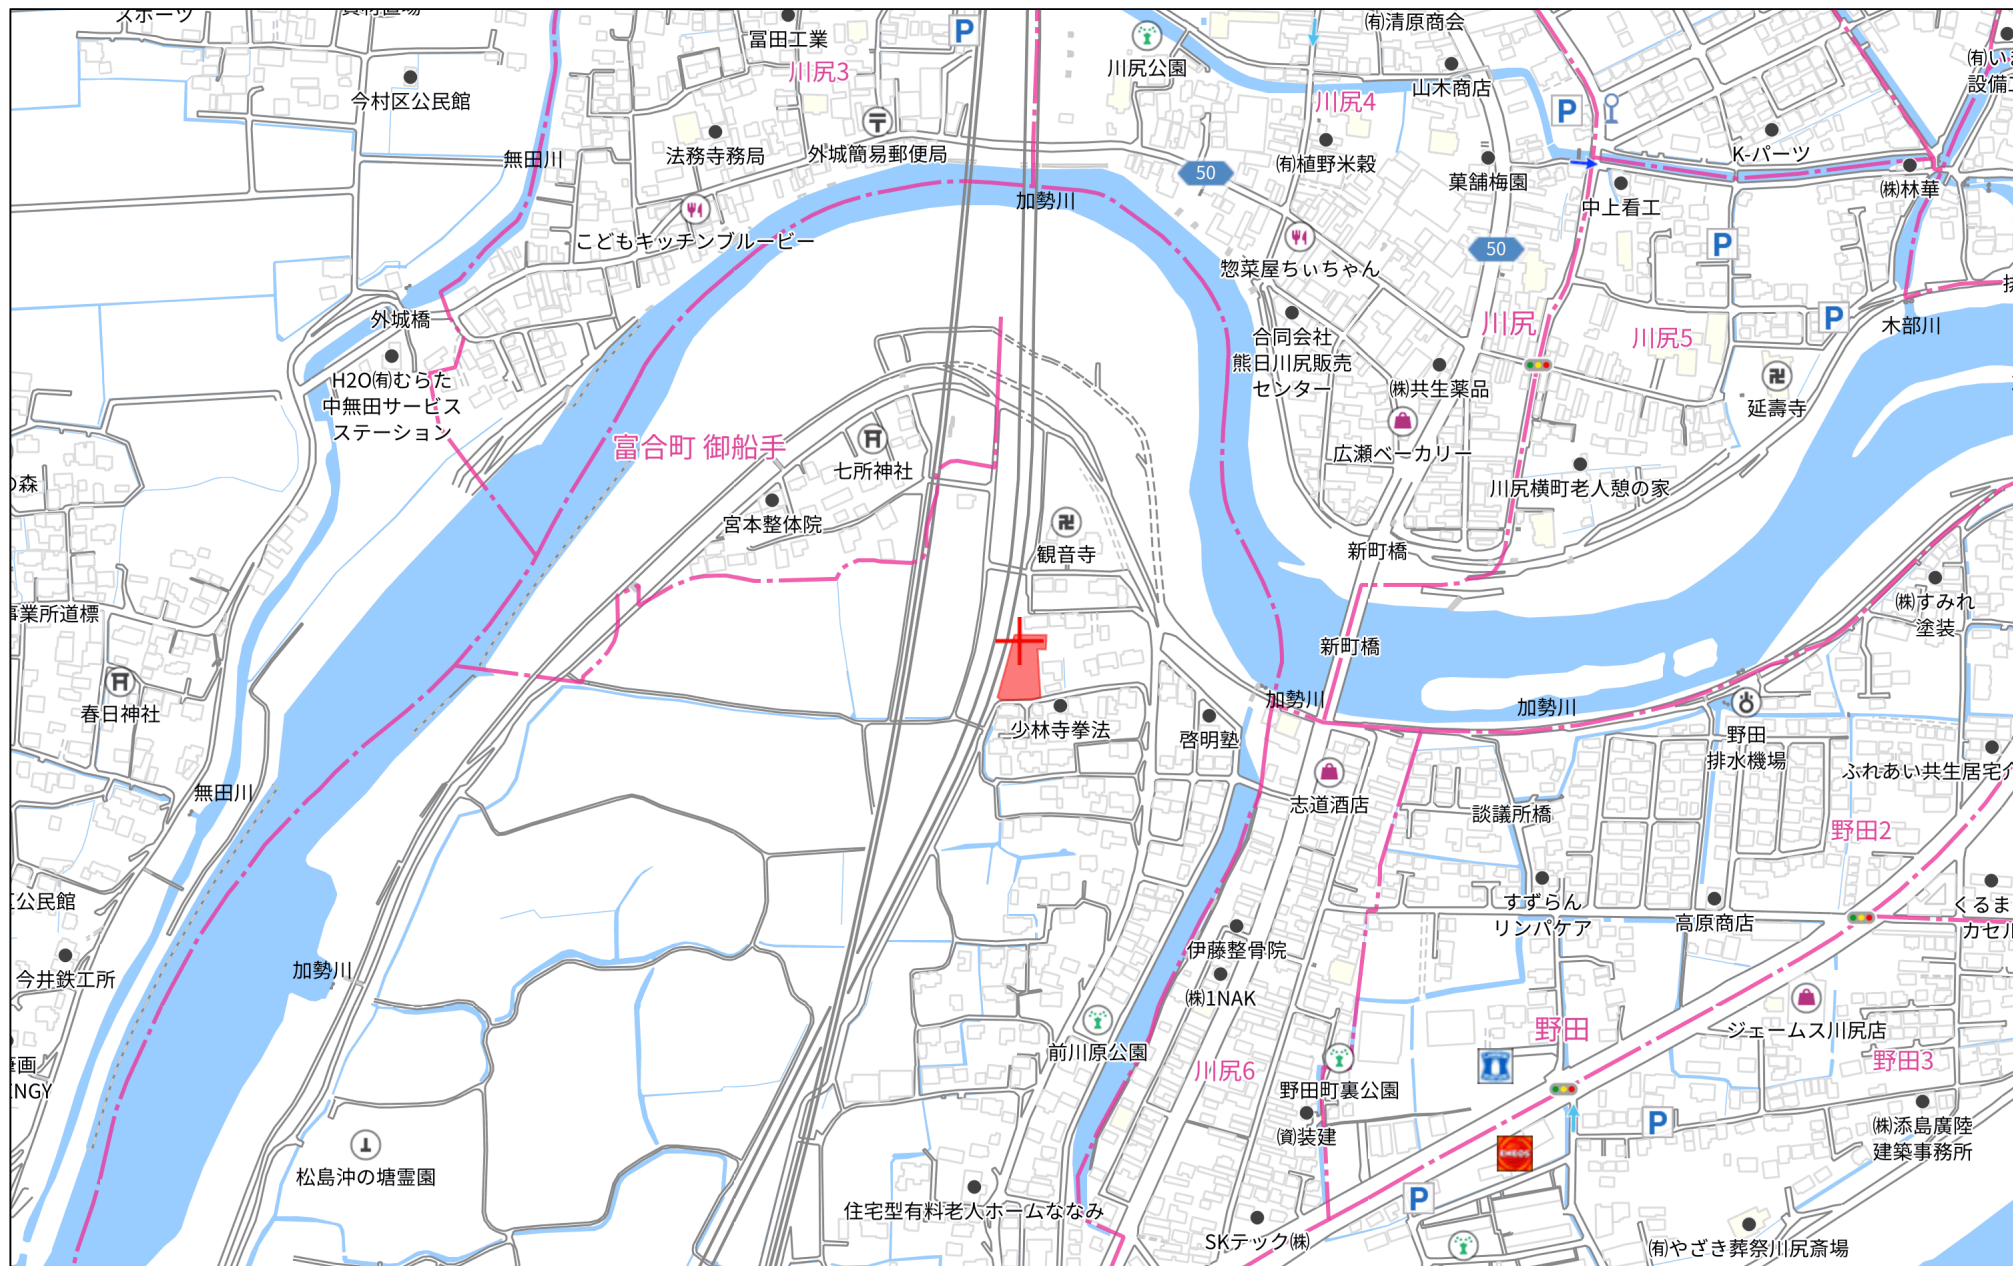 スポーツ
資材置場
今村区公民館
冨田工業
川尻3
法務寺務局
外城簡易郵便局
無田川
こどもキッチンブルービー
P
川尻公園
㈲清原商会
山木商店
川尻4
㈲植野米穀
菓舗梅園
50
加勢川
惣菜屋ちぃちゃん
50
P
K-パーツ
㈱林華
中上看工
P
P
木部川
外城橋
H2O㈲むらた
中無田サービス
ステーション
富合町 御船手
七所神社
宮本整体院
観音寺
合同会社
熊日川尻販売
センター
㈱共生薬品
広瀬ベーカリー
川尻
川尻5
延壽寺
川尻横町老人憩の家
新町橋
新町橋
㈱すみれ
塗装
事業所道標
春日神社
無田川
少林寺拳法
啓明塾
加勢川
加勢川
志道酒店
談議所橋
野田
排水機場
ふれあい共生居宅介
野田2
すずらん
リンパケア
高原商店
くるま
カセル
公民館
今井鉄工所
加勢川
松島沖の塘霊園
伊藤整骨院
㈱1NAK
前川原公園
川尻6
野田町裏公園
㈾装建
野田
ジェームス川尻店
野田3
ENEOS
P
P
㈱添島廣陸
建築事務所
住宅型有料老人ホームななみ
SKテック㈱
㈲やざき葬祭川尻斎場